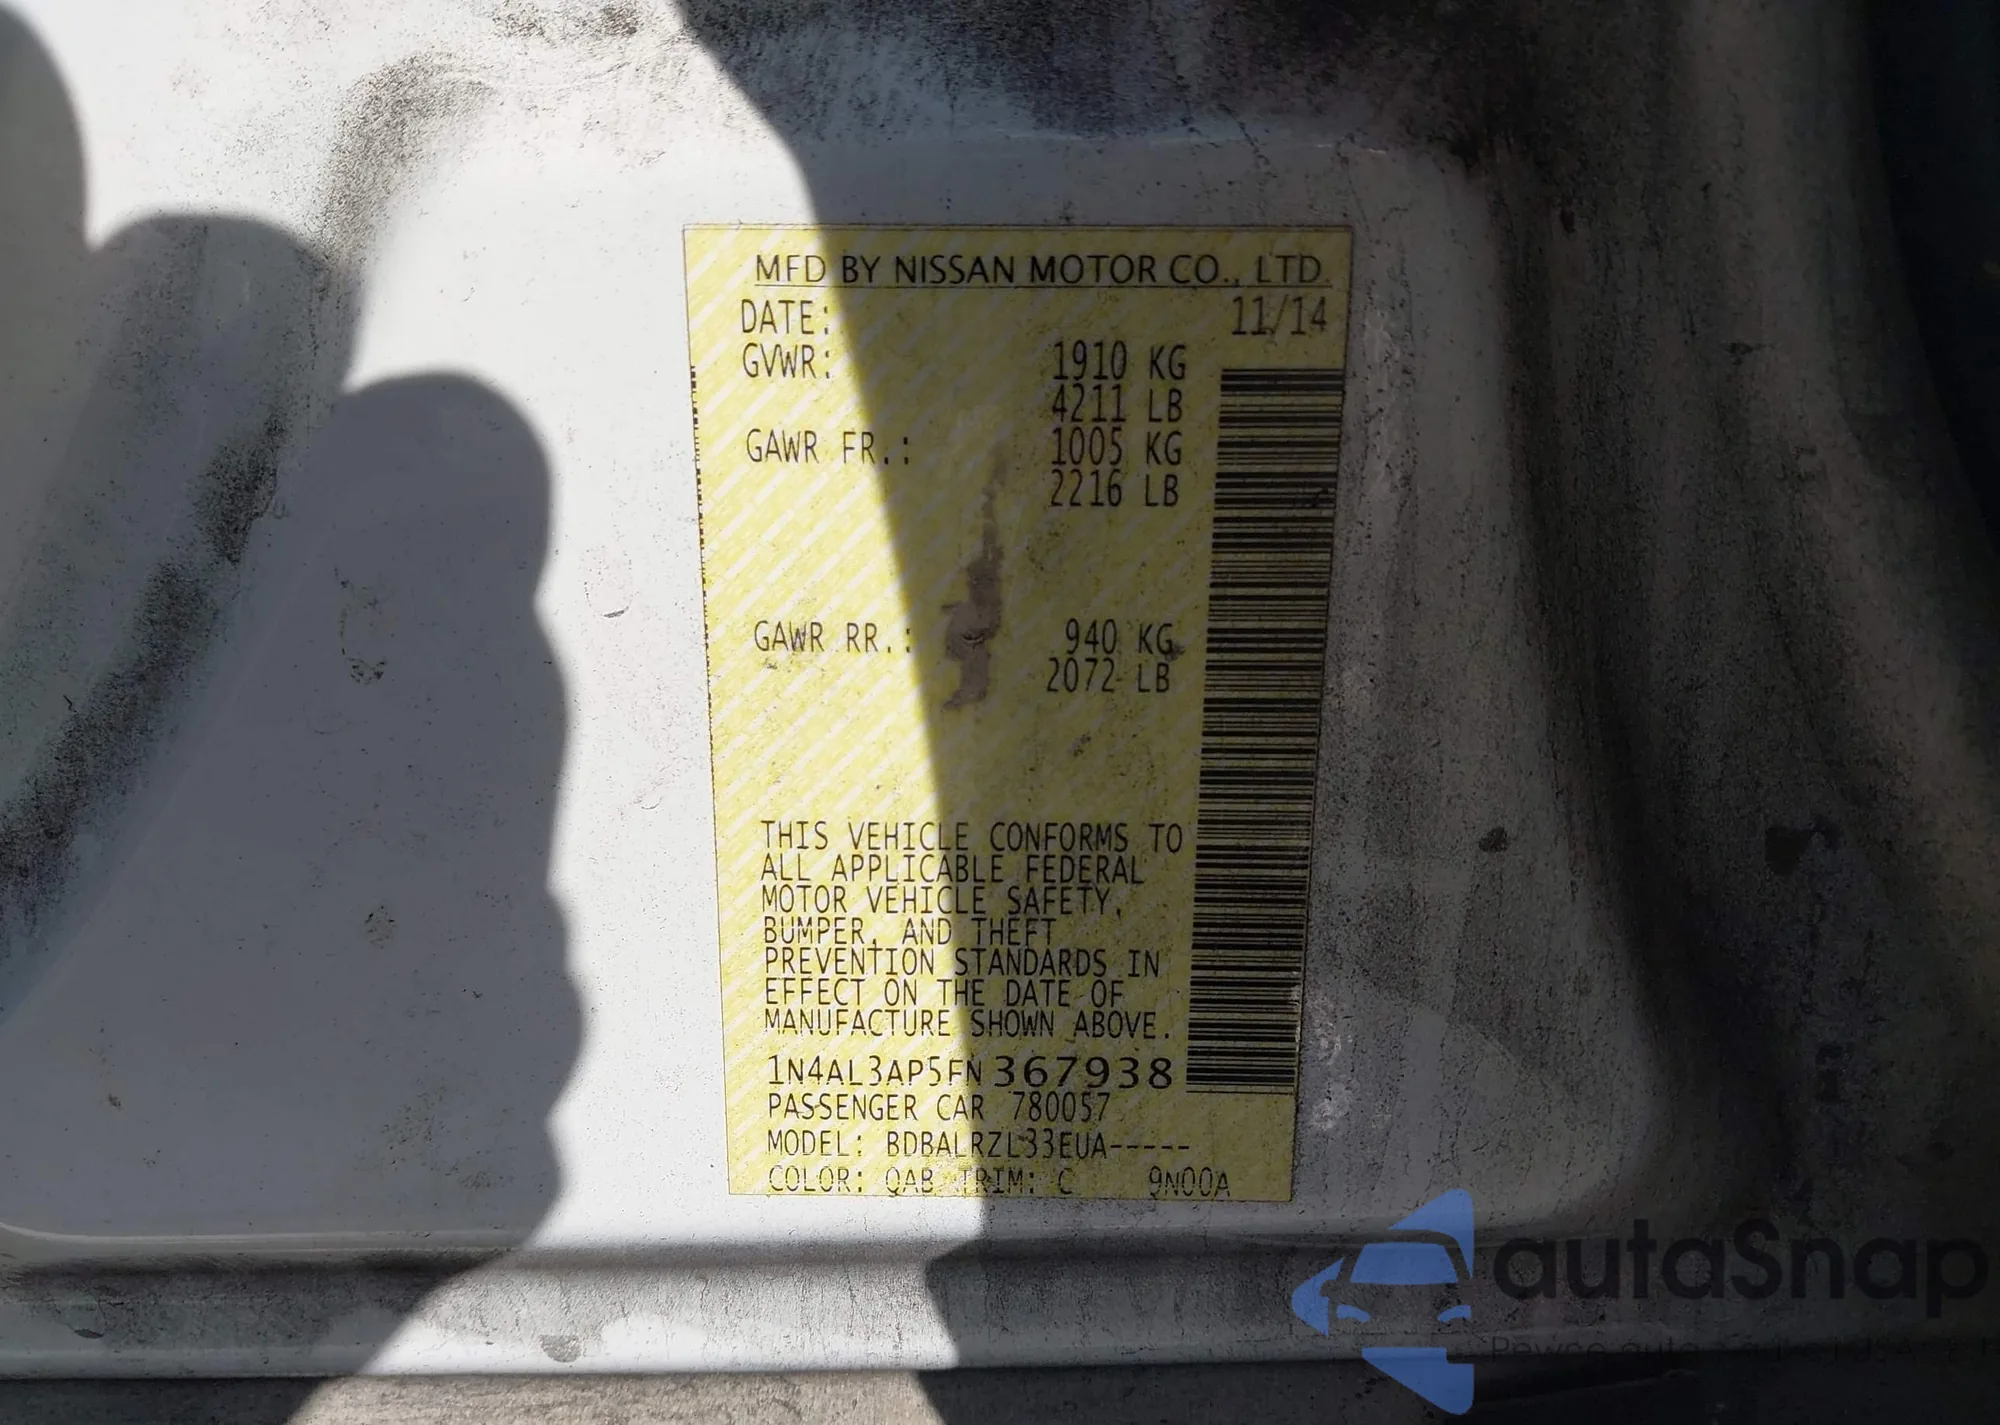 MFD BY NISSAN MOTOR CO., LTD.
DATE: 11/14
GVWR: 1910 KG
4211 LB
GAWR FR.: 1005 KG
2216 LB
GAWR RR.: 940 KG
2072 LB
THIS VEHICLE CONFORMS TO
ALL APPLICABLE FEDERAL
MOTOR VEHICLE SAFETY,
BUMPER, AND THEFT
PREVENTION STANDARDS IN
EFFECT ON THE DATE OF
MANUFACTURE SHOWN ABOVE.
1N4AL3AP5FN367938
PASSENGER CAR 780057
MODEL: BDBALRZL33EUA-----
COLOR: QAB TRIM: C 9N00A
autaSnap
Pewne auta